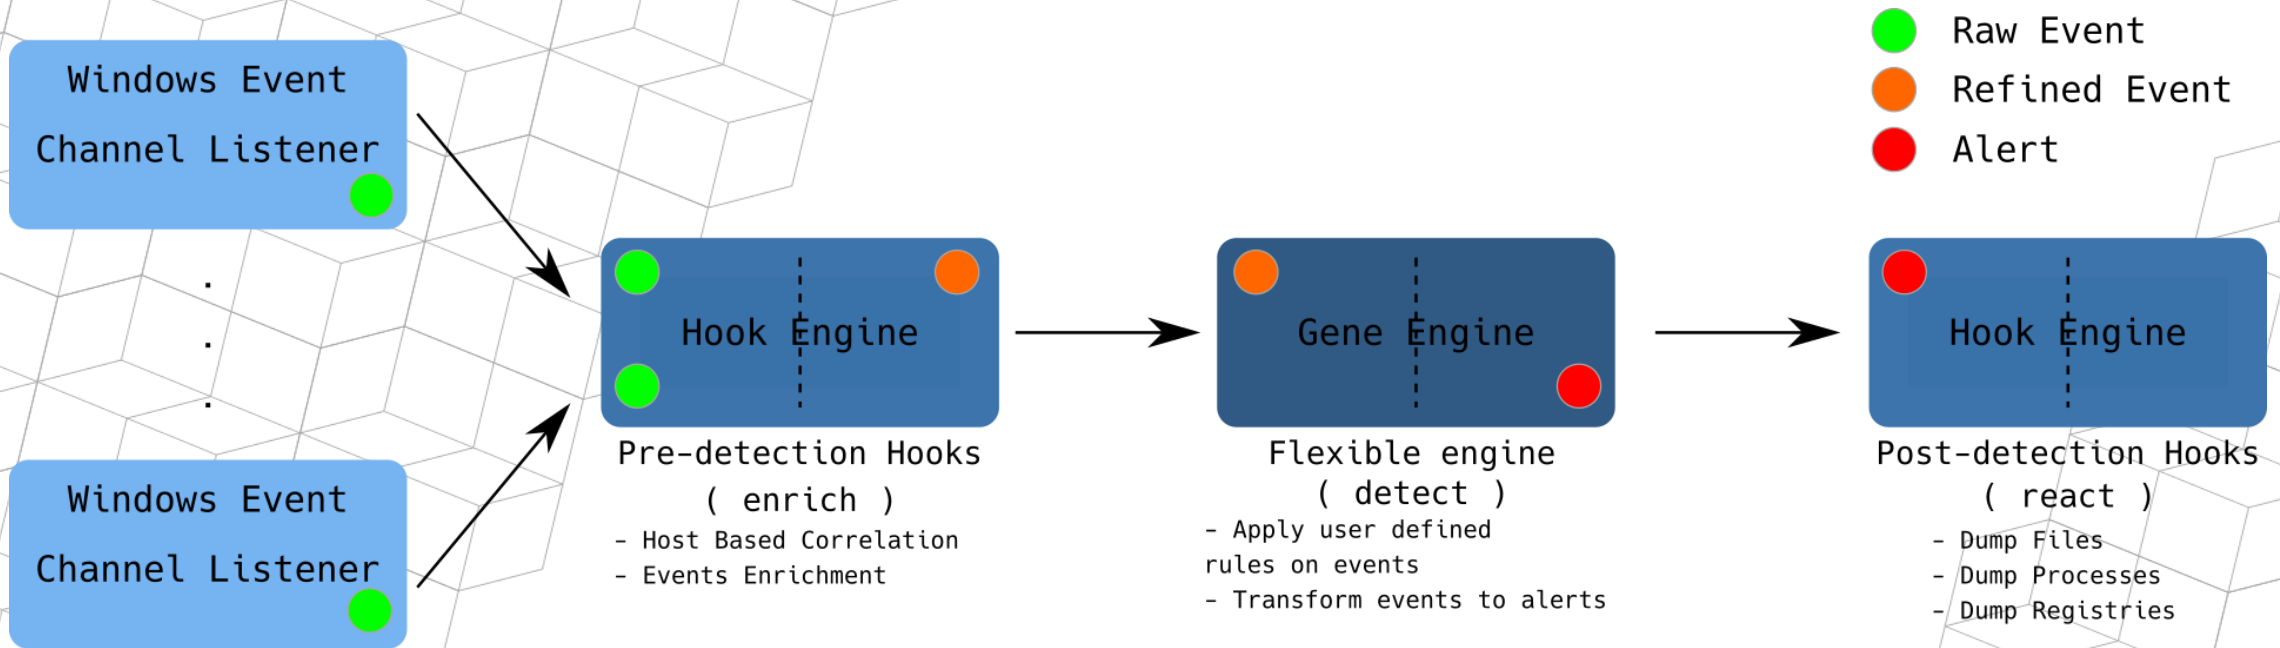 Windows Event
Channel Listener
.
.
.
Windows Event
Channel Listener
Hook Engine
Pre-detection Hooks
( enrich )
- Host Based Correlation
- Events Enrichment
Gene Engine
Flexible engine
( detect )
- Apply user defined
rules on events
- Transform events to alerts
Raw Event
Refined Event
Alert
Hook Engine
Post-detection Hooks
( react )
- Dump Files
- Dump Processes
- Dump Registries